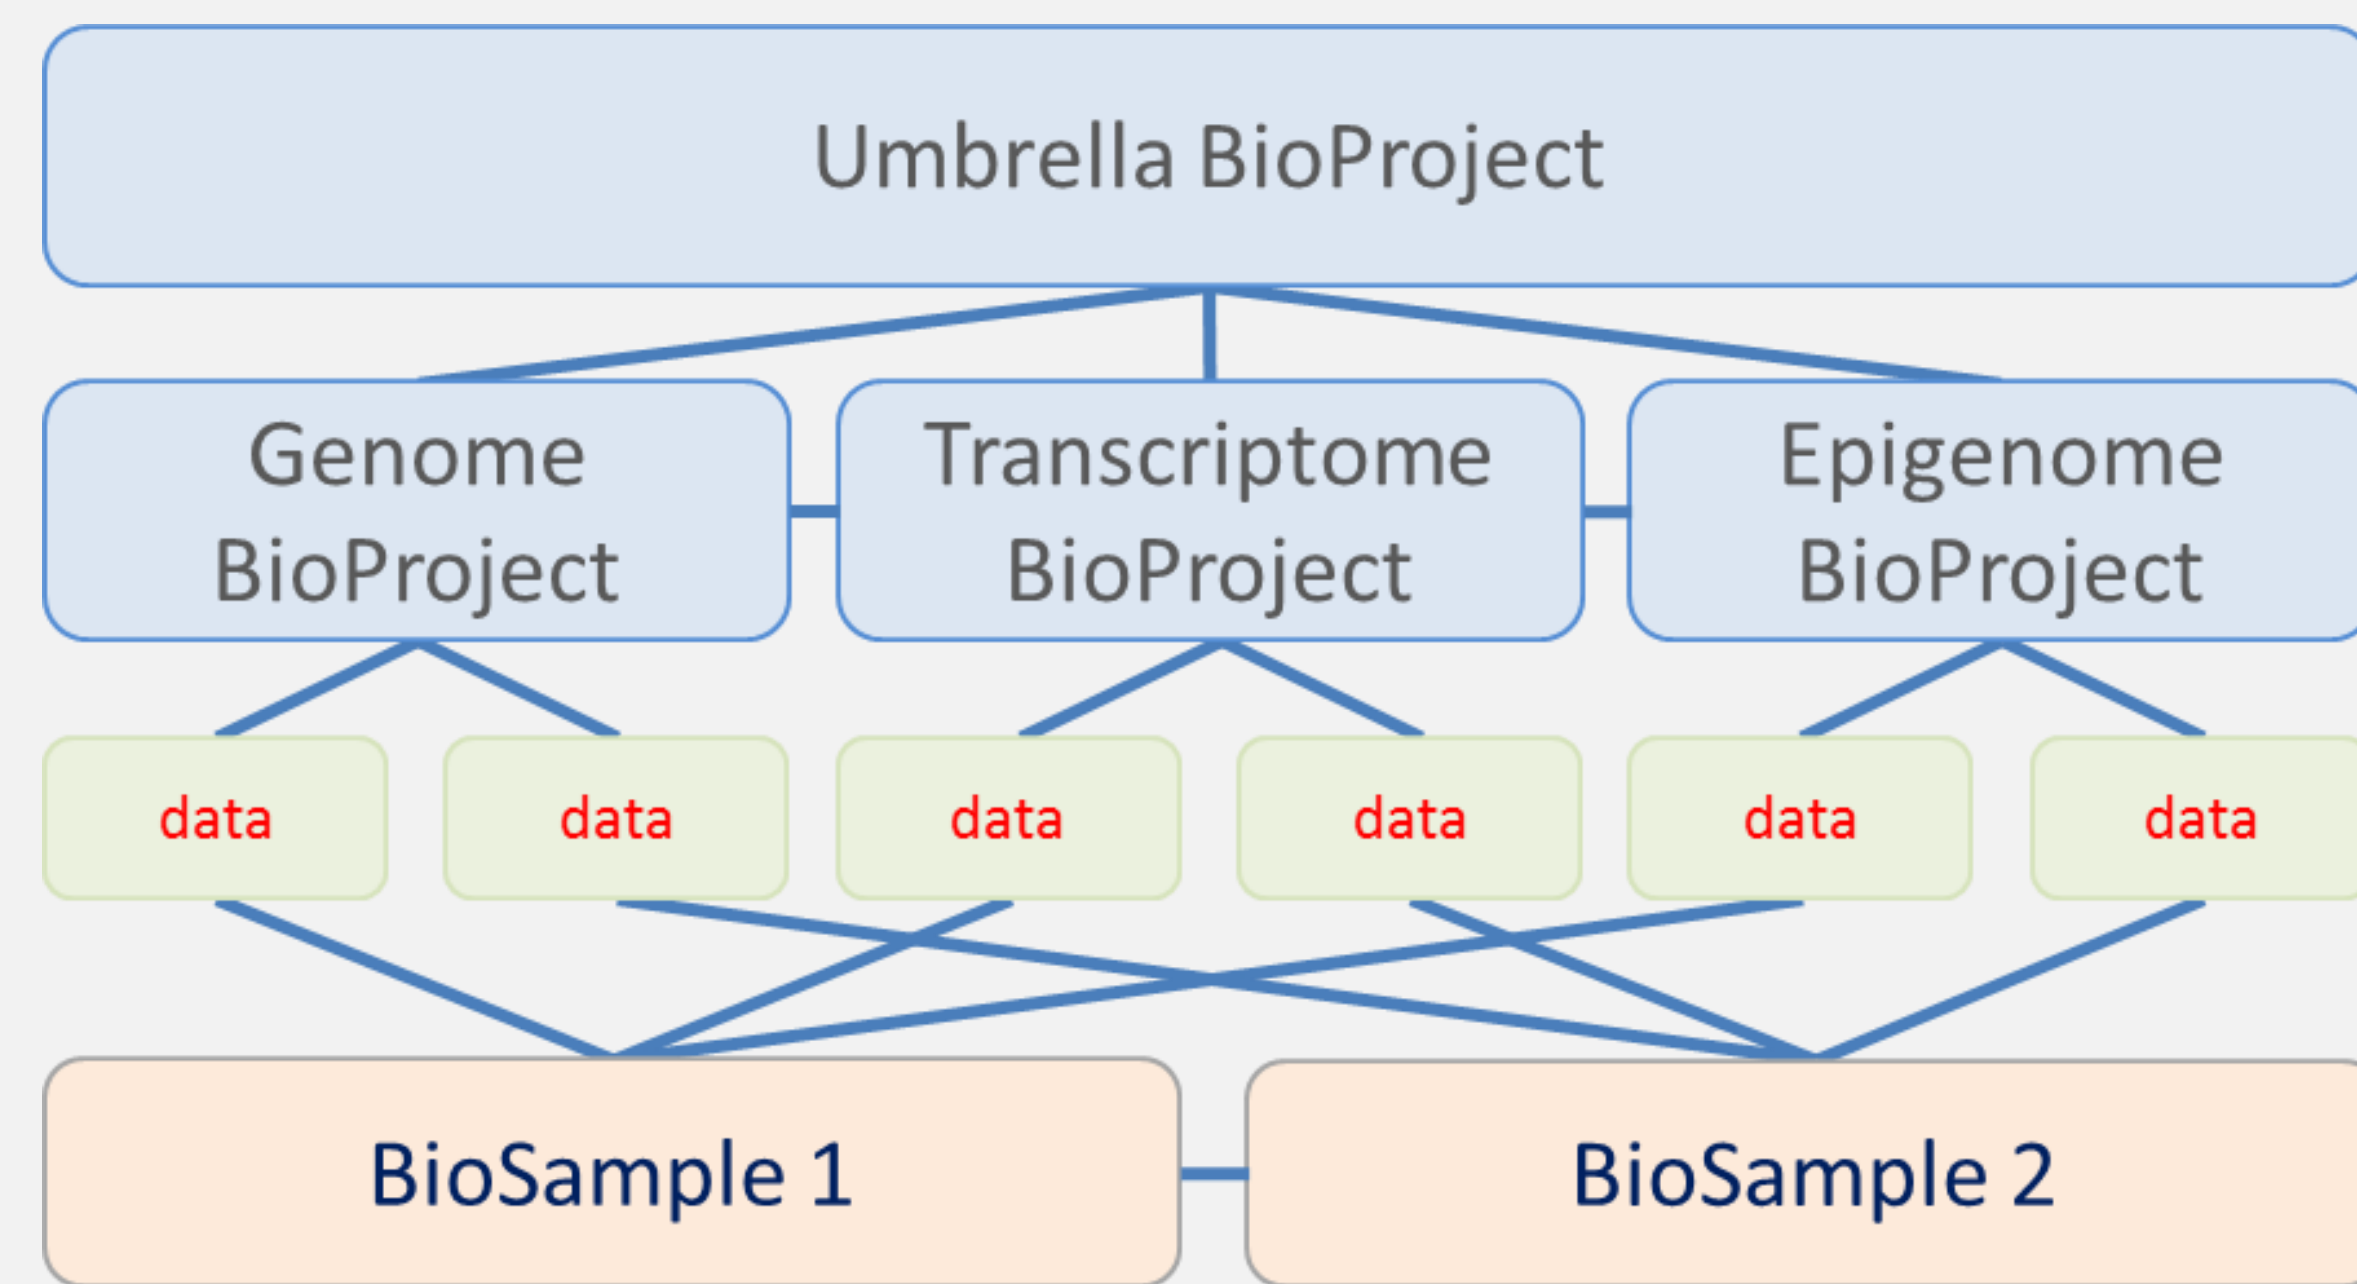 Umbrella BioProject
Genome
BioProject
Transcriptome
BioProject
Epigenome
BioProject
data
data
data
data
data
data
BioSample 1
BioSample 2